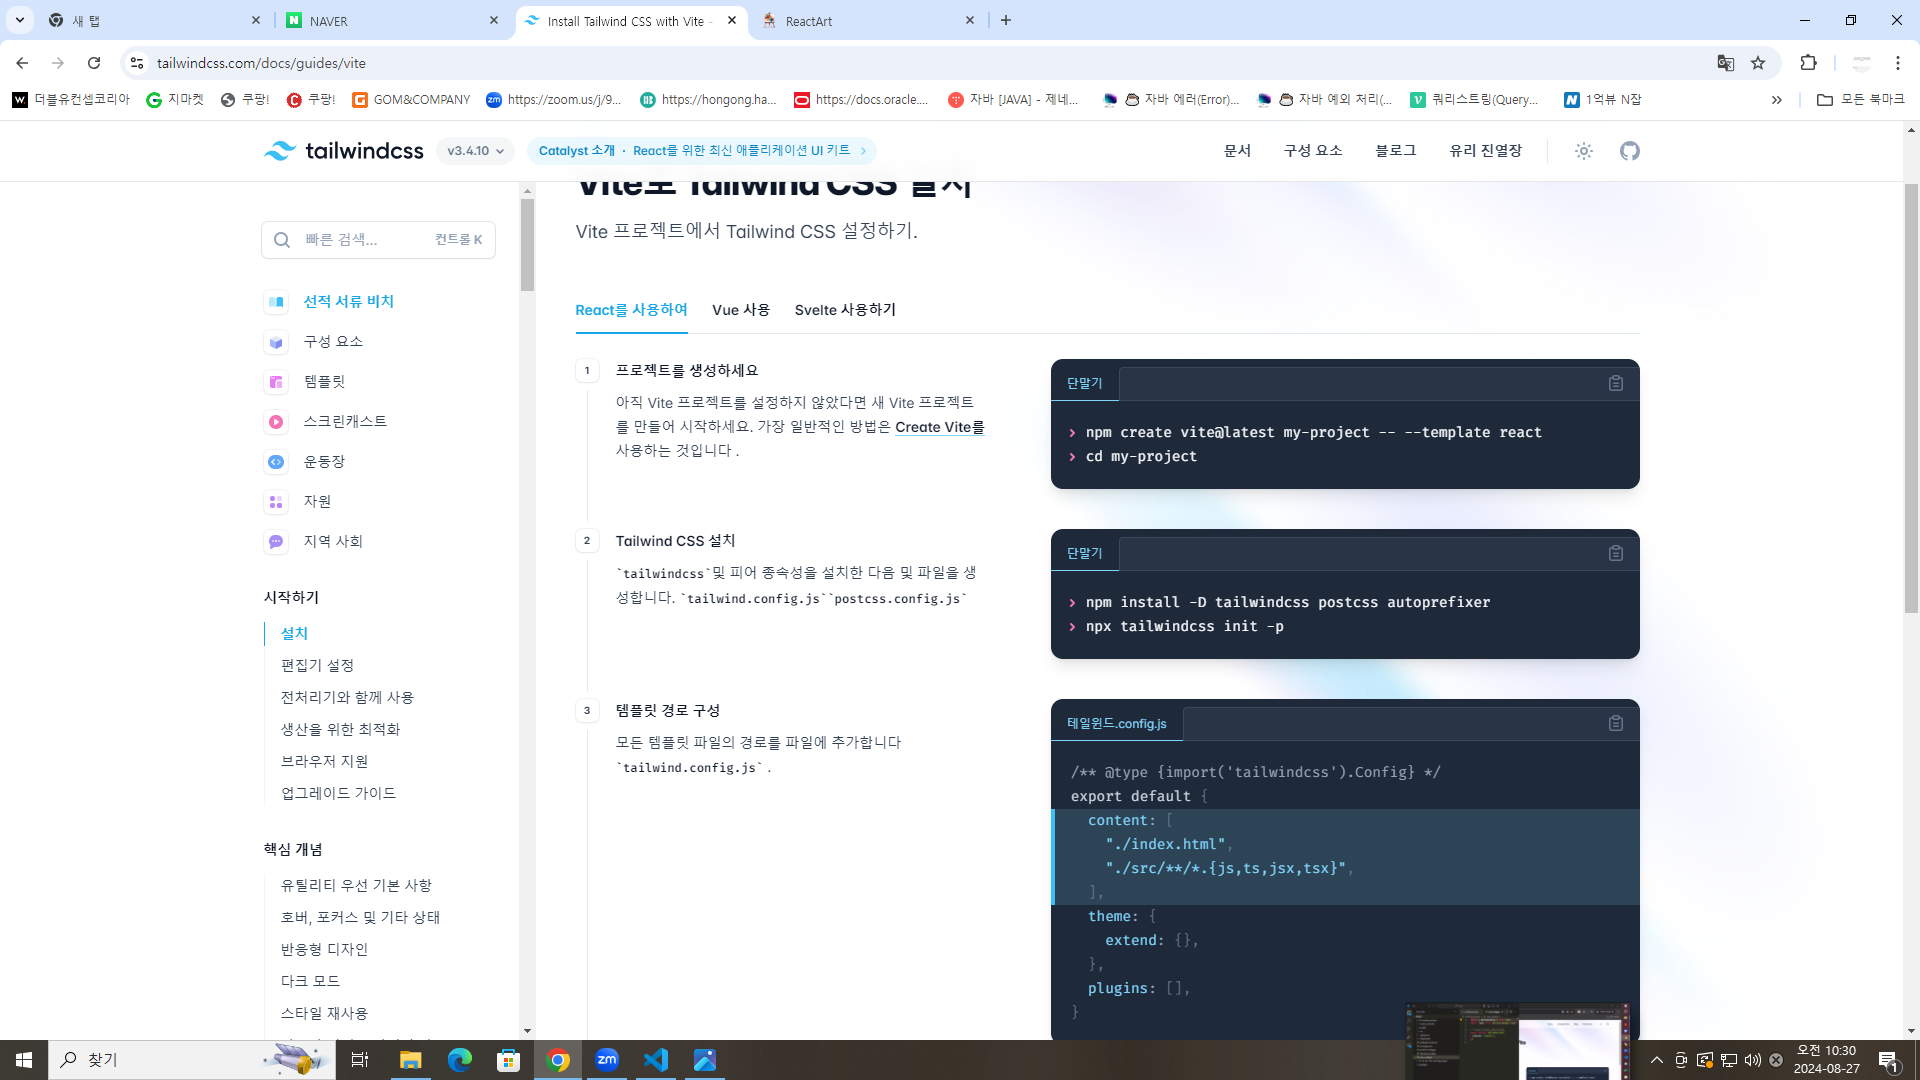 새 탭
NAVER
Install Tailwind CSS with Vite -
ReactArt
tailwindcss.com/docs/guides/vite
더블유컨셉코리아
지마켓
쿠팡!
쿠팡!
GOM&COMPANY
https://zoom.us/j/9...
https://hongong.ha...
https://docs.oracle....
자바 [JAVA] - 제네...
자바 에러(Error)...
자바 예외 처리(...
쿼리스트링(Query...
1억뷰 N잡
모든 북마크
tailwindcss
v3.4.10
Catalyst 소개 · React를 위한 최신 애플리케이션 UI 키트
문서
구성 요소
블로그
유리 진열장
Vite로 Tailwind CSS 설치
Vite 프로젝트에서 Tailwind CSS 설정하기.
빠른 검색...
컨트롤 K
선적 서류 비치
구성 요소
템플릿
스크린캐스트
운동장
자원
지역 사회
시작하기
설치
편집기 설정
전처리기와 함께 사용
생산을 위한 최적화
브라우저 지원
업그레이드 가이드
핵심 개념
유틸리티 우선 기본 사항
호버, 포커스 및 기타 상태
반응형 디자인
다크 모드
스타일 재사용
React를 사용하여
Vue 사용
Svelte 사용하기
1
프로젝트를 생성하세요
아직 Vite 프로젝트를 설정하지 않았다면 새 Vite 프로젝트
를 만들어 시작하세요. 가장 일반적인 방법은 Create Vite를
사용하는 것입니다 .
단말기
> npm create vite@latest my-project -- --template react
> cd my-project
2
Tailwind CSS 설치
`tailwindcss`및 피어 종속성을 설치한 다음 및 파일을 생
성합니다. `tailwind.config.js``postcss.config.js`
단말기
> npm install -D tailwindcss postcss autoprefixer
> npx tailwindcss init -p
3
템플릿 경로 구성
모든 템플릿 파일의 경로를 파일에 추가합니다
`tailwind.config.js` .
테일윈드.config.js
/** @type {import('tailwindcss').Config} */
export default {
content: [
"./index.html",
"./src/**/*.{js,ts,jsx,tsx}",
],
theme: {
extend: {},
},
plugins: [],
}
찾기
오전 10:30
2024-08-27
1